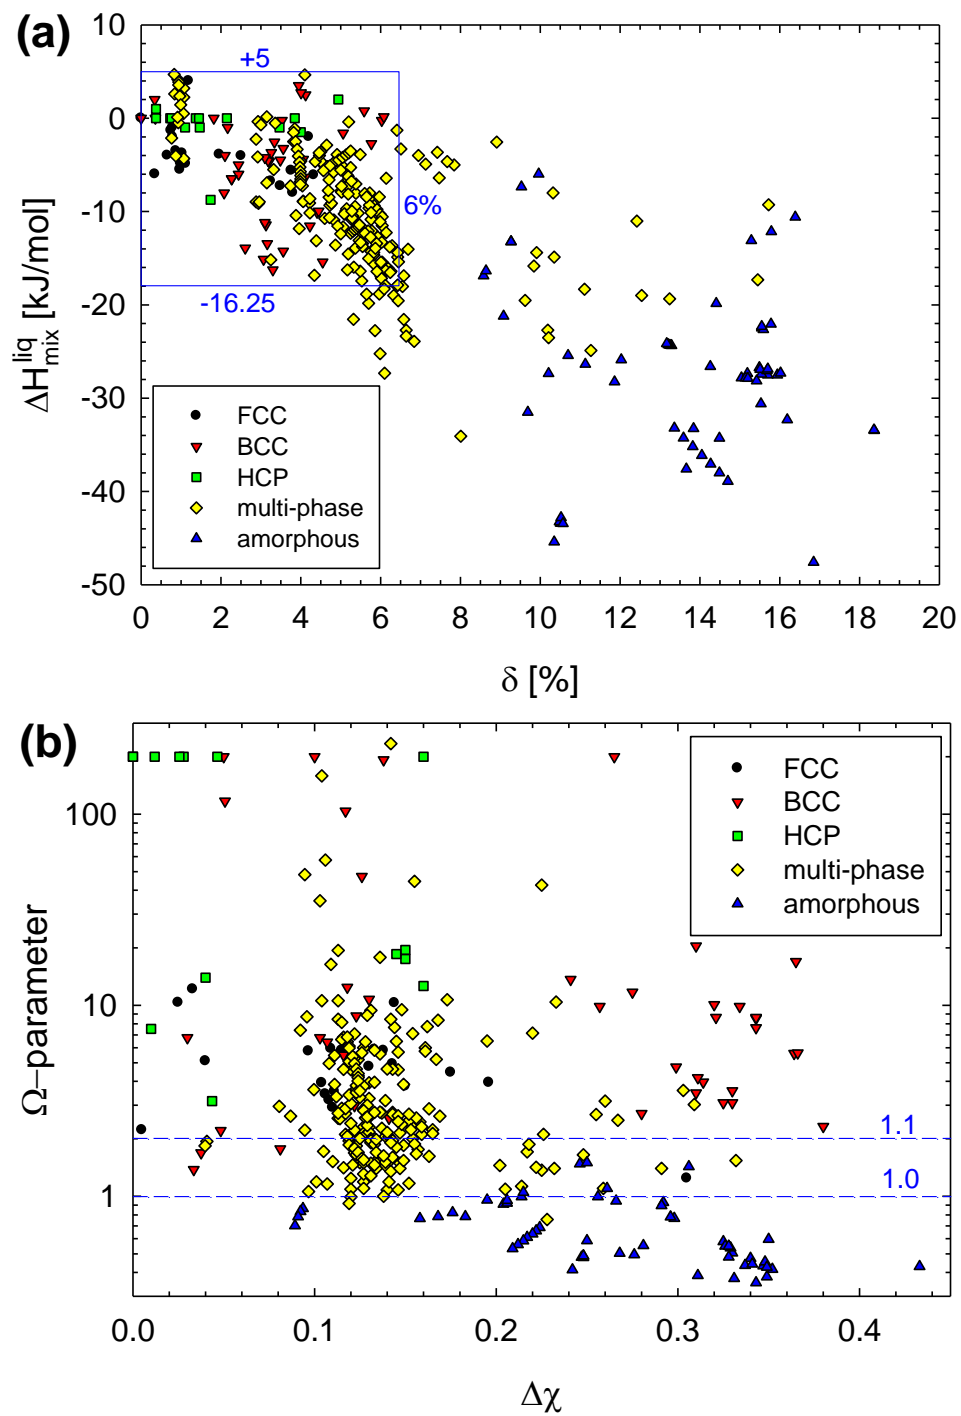 (a)
10
0
-10
-20
-30
-40
-50
ΔH liq mix [kJ/mol]
+5
6%
-16.25
FCC
BCC
HCP
multi-phase
amorphous
0 2 4 6 8 10 12 14 16 18 20
δ [%]
(b)
100
10
1
Ω−parameter
FCC
BCC
HCP
multi-phase
amorphous
1.1
1.0
0.0 0.1 0.2 0.3 0.4
Δχ